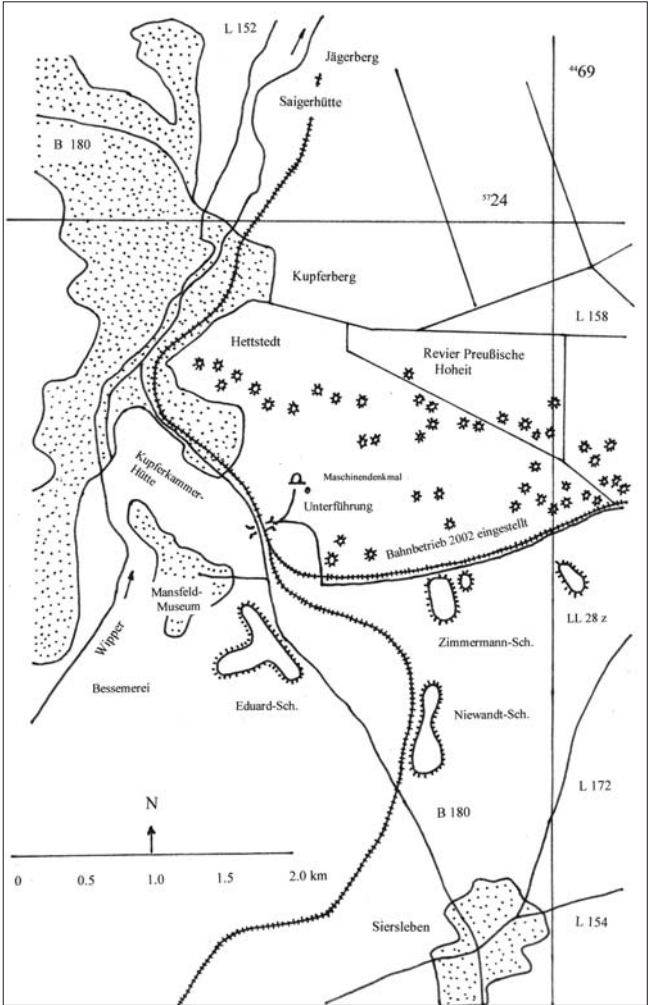 L 152
Jägerberg
Saigerhütte
⁴⁴69
B 180
⁵⁷24
Kupferberg
L 158
Hettstedt
Revier Preußische
Hoheit
Kupferkammer-
Hütte
Maschinendenkmal
Unterführung
Bahnbetrieb 2002 eingestellt
Mansfeld-
Museum
Wipper
Zimmermann-Sch.
LL 28 z
Bessemerei
Eduard-Sch.
Niewandt-Sch.
L 172
N
B 180
0 0.5 1.0 1.5 2.0 km
Siersleben
L 154